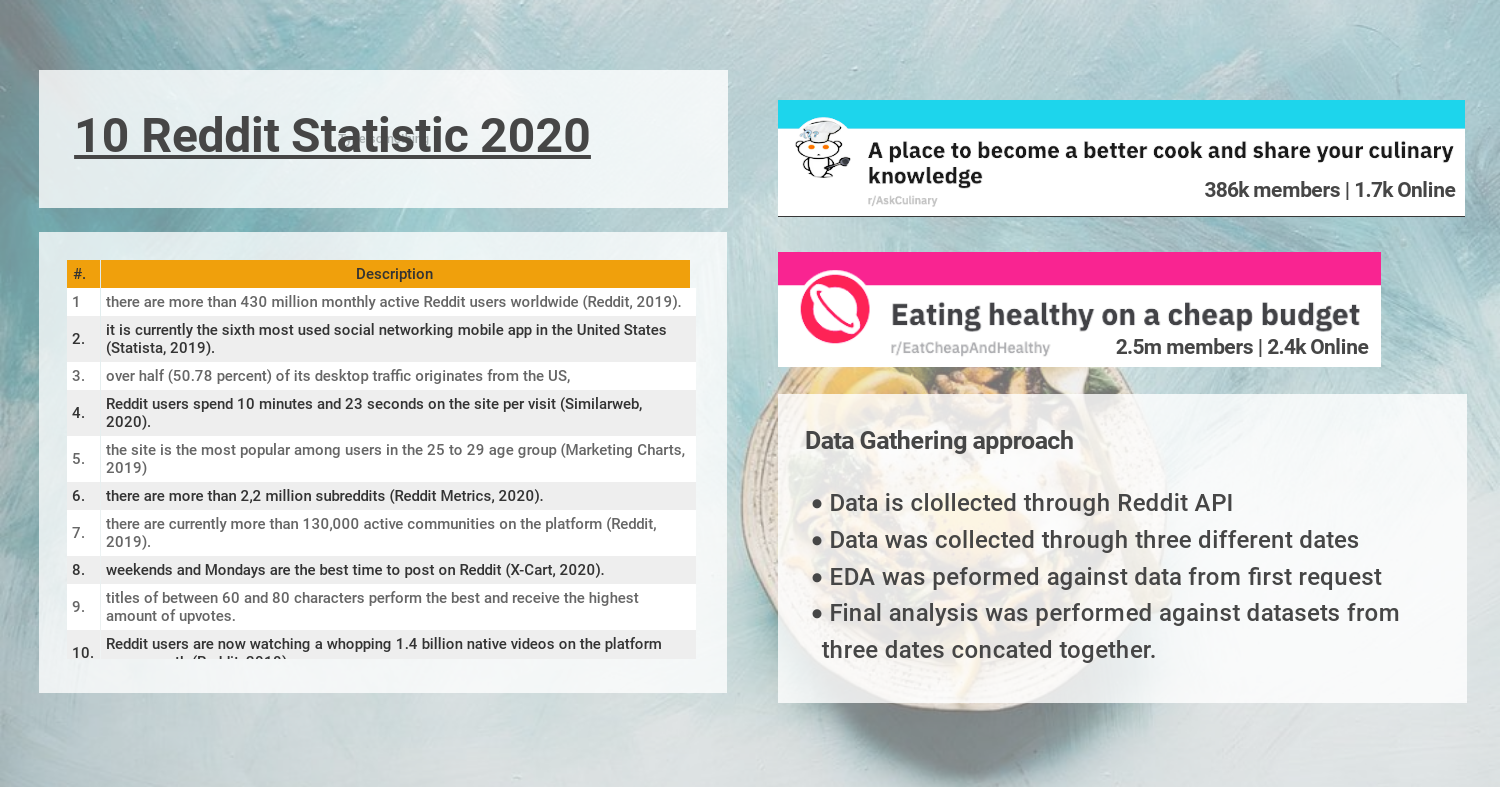 10 Reddit Statistic 2020
#. Description
1 there are more than 430 million monthly active Reddit users worldwide (Reddit, 2019).
2. it is currently the sixth most used social networking mobile app in the United States
(Statista, 2019).
3. over half (50.78 percent) of its desktop traffic originates from the US,
4. Reddit users spend 10 minutes and 23 seconds on the site per visit (Similarweb,
2020).
5. the site is the most popular among users in the 25 to 29 age group (Marketing Charts,
2019)
6. there are more than 2,2 million subreddits (Reddit Metrics, 2020).
7. there are currently more than 130,000 active communities on the platform (Reddit,
2019).
8. weekends and Mondays are the best time to post on Reddit (X-Cart, 2020).
9. titles of between 60 and 80 characters perform the best and receive the highest
amount of upvotes.
10. Reddit users are now watching a whopping 1.4 billion native videos on the platform
A place to become a better cook and share your culinary
knowledge
386k members | 1.7k Online
r/AskCulinary
Eating healthy on a cheap budget
r/EatCheapAndHealthy 2.5m members | 2.4k Online
Data Gathering approach
• Data is clollected through Reddit API
• Data was collected through three different dates
• EDA was peformed against data from first request
• Final analysis was performed against datasets from
three dates concated together.